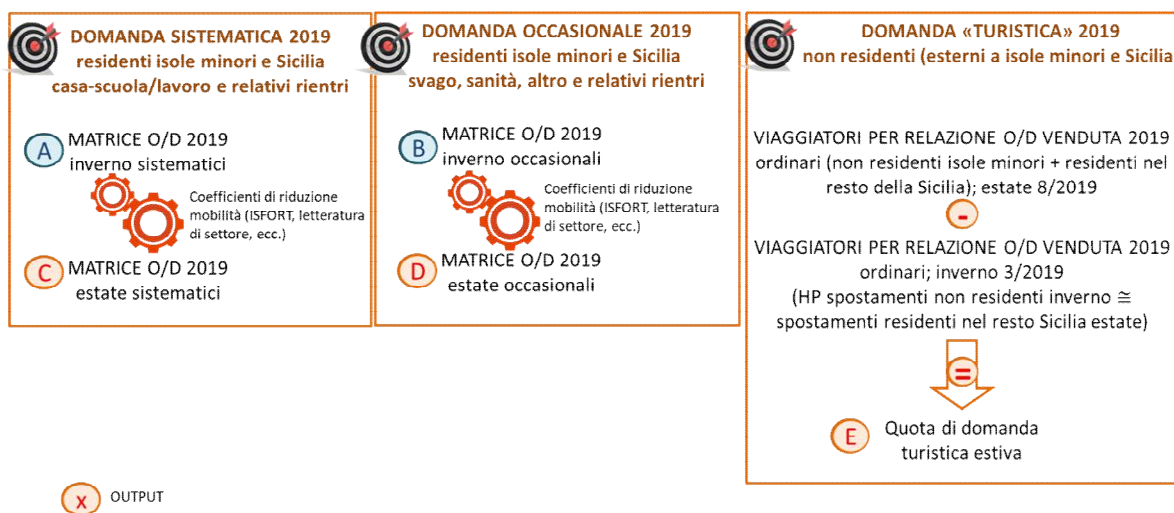 DOMANDA SISTEMATICA 2019
residenti isole minori e Sicilia
casa-scuola/lavoro e relativi rientri
A
MATRICE O/D 2019
inverno sistematici
Coefficienti di riduzione
mobilità (ISFORT, letteratura
di settore, ecc.)
C
MATRICE O/D 2019
estate sistematici
DOMANDA OCCASIONALE 2019
residenti isole minori e Sicilia
svago, sanità, altro e relativi rientri
B
MATRICE O/D 2019
inverno occasionali
Coefficienti di riduzione
mobilità (ISFORT, letteratura
di settore, ecc.)
D
MATRICE O/D 2019
estate occasionali
DOMANDA «TURISTICA» 2019
non residenti (esterni a isole minori e Sicilia
VIAGGIATORI PER RELAZIONE O/D VENDUTA 2019
ordinari (non residenti isole minori + residenti nel
resto della Sicilia); estate 8/2019
-
VIAGGIATORI PER RELAZIONE O/D VENDUTA 2019
ordinari; inverno 3/2019
(HP spostamenti non residenti inverno ≅
spostamenti residenti nel resto Sicilia estate)
=
E
Quota di domanda
turistica estiva
x
OUTPUT